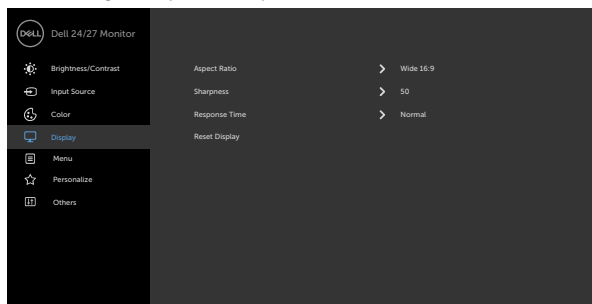 DELL Dell 24/27 Monitor
Brightness/Contrast Aspect Ratio Wide 16:9
Input Source Sharpness 50
Color Response Time Normal
Display Reset Display
Menu
Personalize
Others